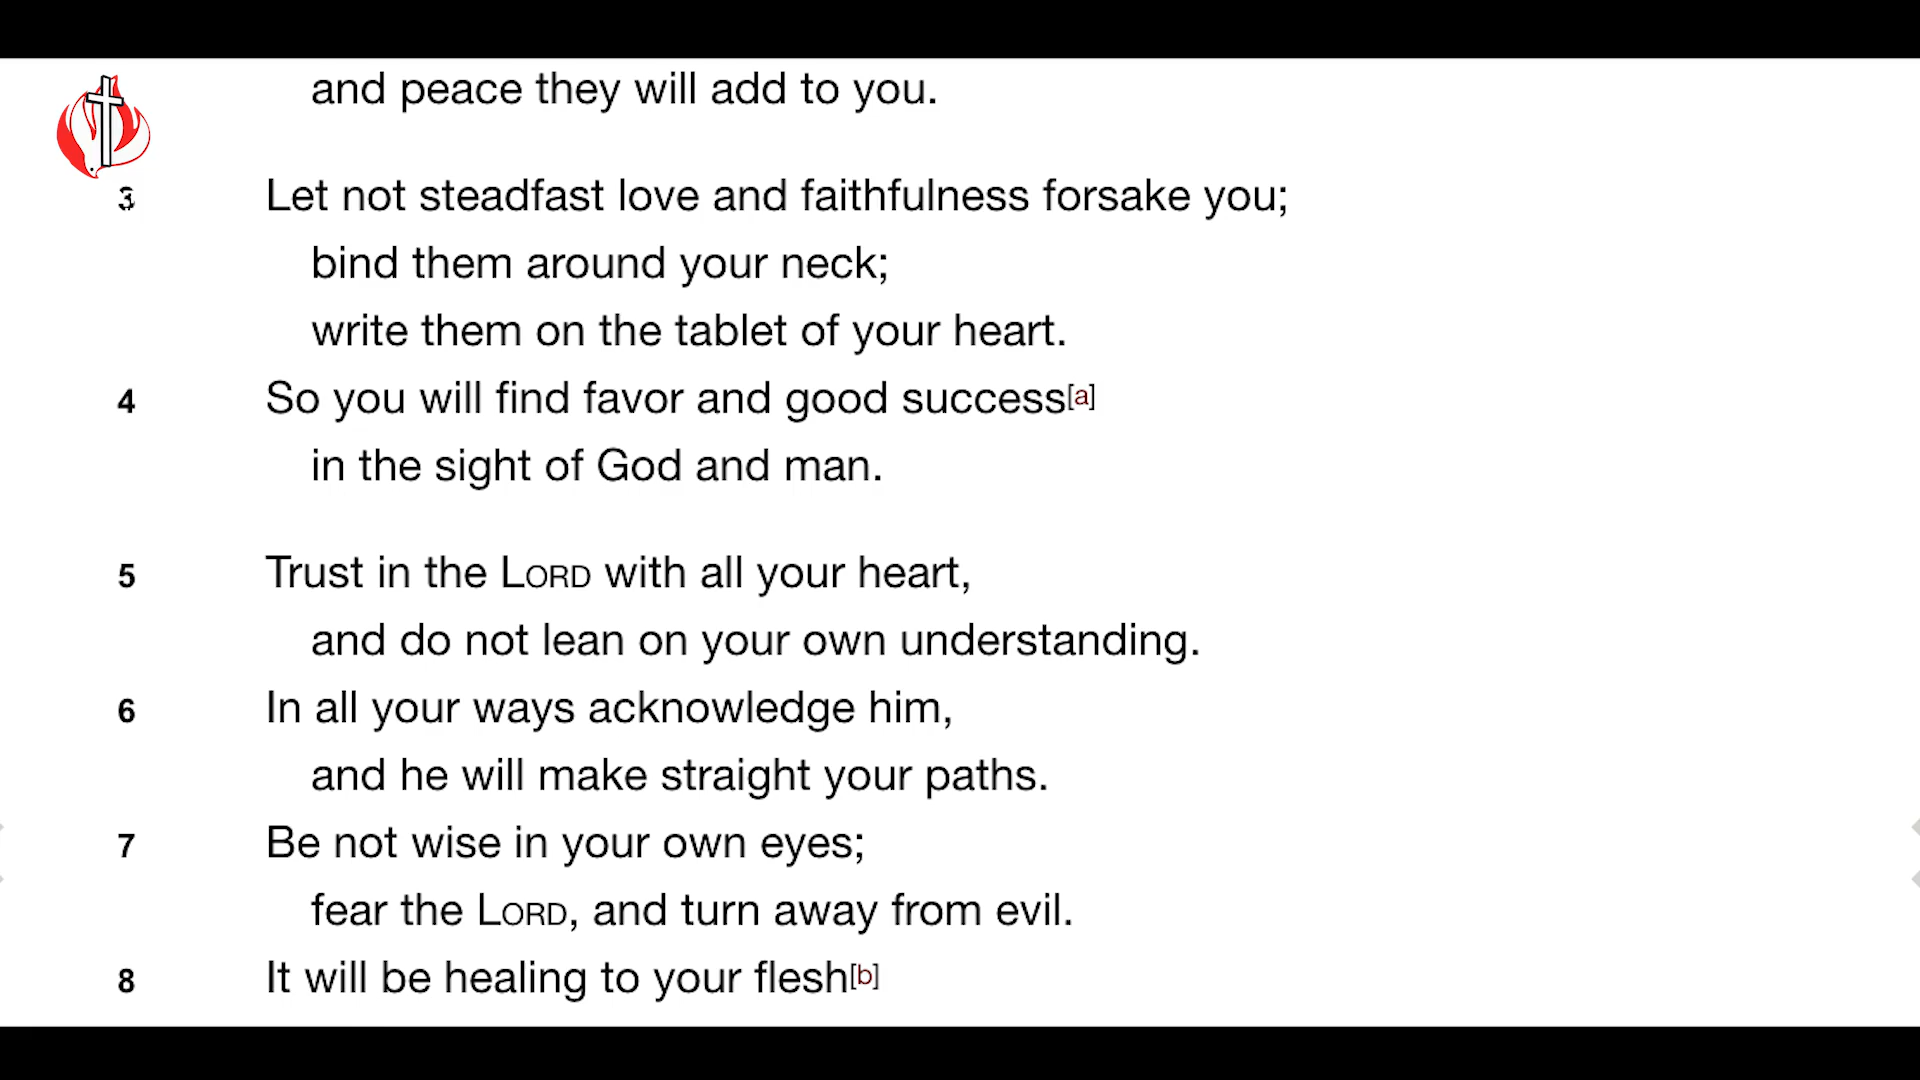 and peace they will add to you.
3 Let not steadfast love and faithfulness forsake you;
bind them around your neck;
write them on the tablet of your heart.
4 So you will find favor and good success[a]
in the sight of God and man.
5 Trust in the LORD with all your heart,
and do not lean on your own understanding.
6 In all your ways acknowledge him,
and he will make straight your paths.
7 Be not wise in your own eyes;
fear the LORD, and turn away from evil.
8 It will be healing to your flesh[b]